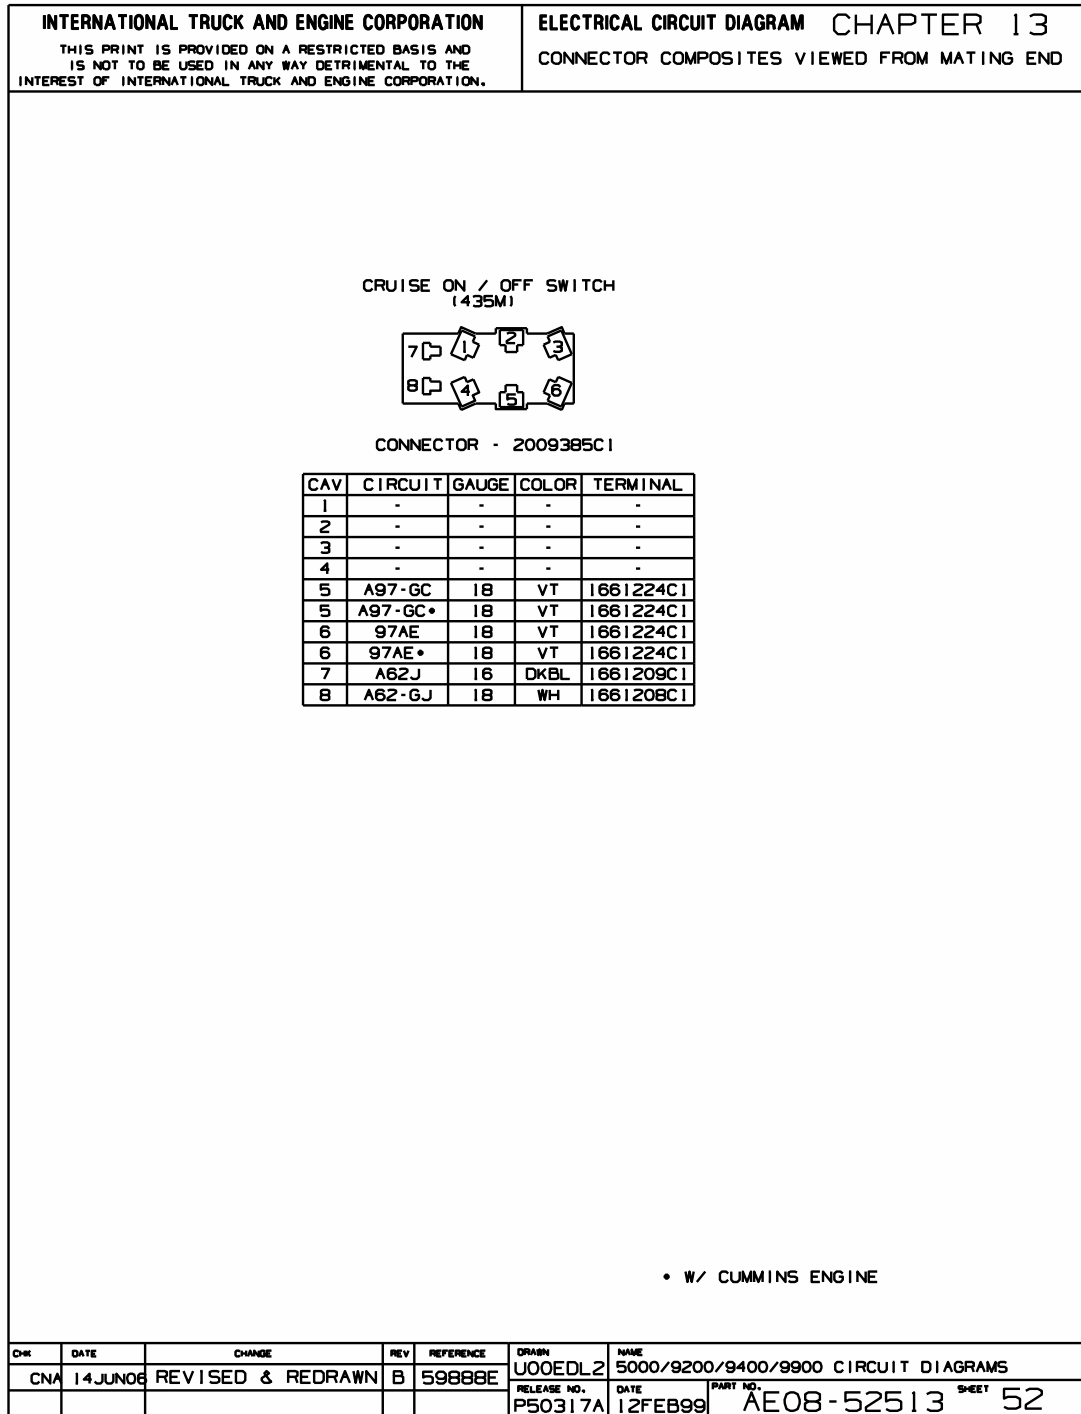 INTERNATIONAL TRUCK AND ENGINE CORPORATION
THIS PRINT IS PROVIDED ON A RESTRICTED BASIS AND
IS NOT TO BE USED IN ANY WAY DETRIMENTAL TO THE
INTEREST OF INTERNATIONAL TRUCK AND ENGINE CORPORATION.
ELECTRICAL CIRCUIT DIAGRAM CHAPTER 13
CONNECTOR COMPOSITES VIEWED FROM MATING END
CRUISE ON / OFF SWITCH
(435M)
7 1 2 3
8 4 5 6
CONNECTOR - 2009385C1
CAV CIRCUIT GAUGE COLOR TERMINAL
1 - - - -
2 - - - -
3 - - - -
4 - - - -
5 A97-GC 18 VT 1661224C1
5 A97-GC• 18 VT 1661224C1
6 97AE 18 VT 1661224C1
6 97AE• 18 VT 1661224C1
7 A62J 16 DKBL 1661209C1
8 A62-GJ 18 WH 1661208C1
• W/ CUMMINS ENGINE
CHK DATE CHANGE REV REFERENCE
CNA 14JUN06 REVISED & REDRAWN B 59888E
DRAWN
U00EDL2
NAME
5000/9200/9400/9900 CIRCUIT DIAGRAMS
RELEASE NO.
P50317A
DATE
12FEB99
PART NO.
AE08-52513
SHEET 52